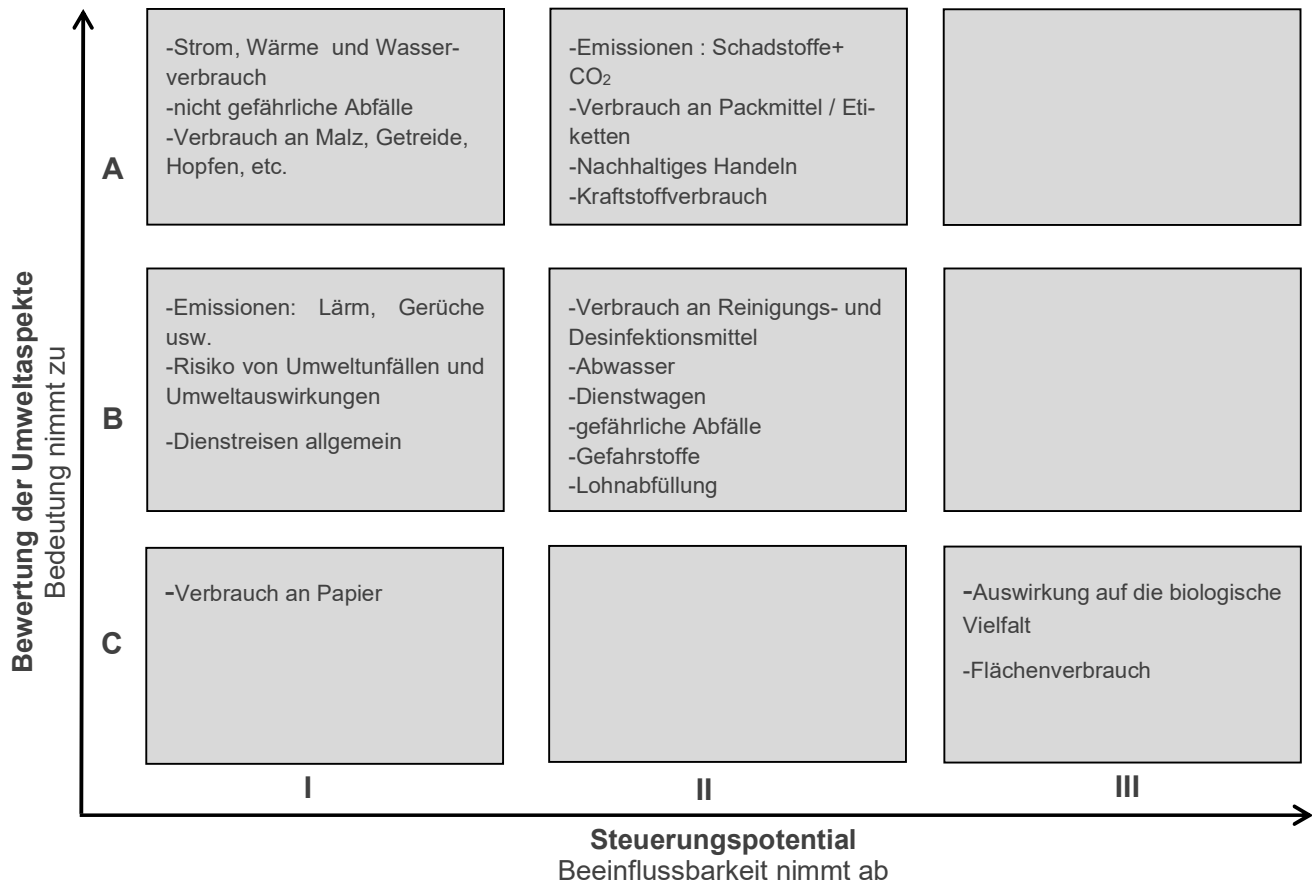 Bewertung der Umweltaspekte
Bedeutung nimmt zu
A
-Strom, Wärme und Wasser-
verbrauch
-nicht gefährliche Abfälle
-Verbrauch an Malz, Getreide,
Hopfen, etc.
-Emissionen : Schadstoffe+
CO₂
-Verbrauch an Packmittel / Eti-
ketten
-Nachhaltiges Handeln
-Kraftstoffverbrauch
B
-Emissionen: Lärm, Gerüche
usw.
-Risiko von Umweltunfällen und
Umweltauswirkungen
-Dienstreisen allgemein
-Verbrauch an Reinigungs- und
Desinfektionsmittel
-Abwasser
-Dienstwagen
-gefährliche Abfälle
-Gefahrstoffe
-Lohnabfüllung
C
-Verbrauch an Papier
-Auswirkung auf die biologische
Vielfalt
-Flächenverbrauch
I
II
III
Steuerungspotential
Beeinflussbarkeit nimmt ab